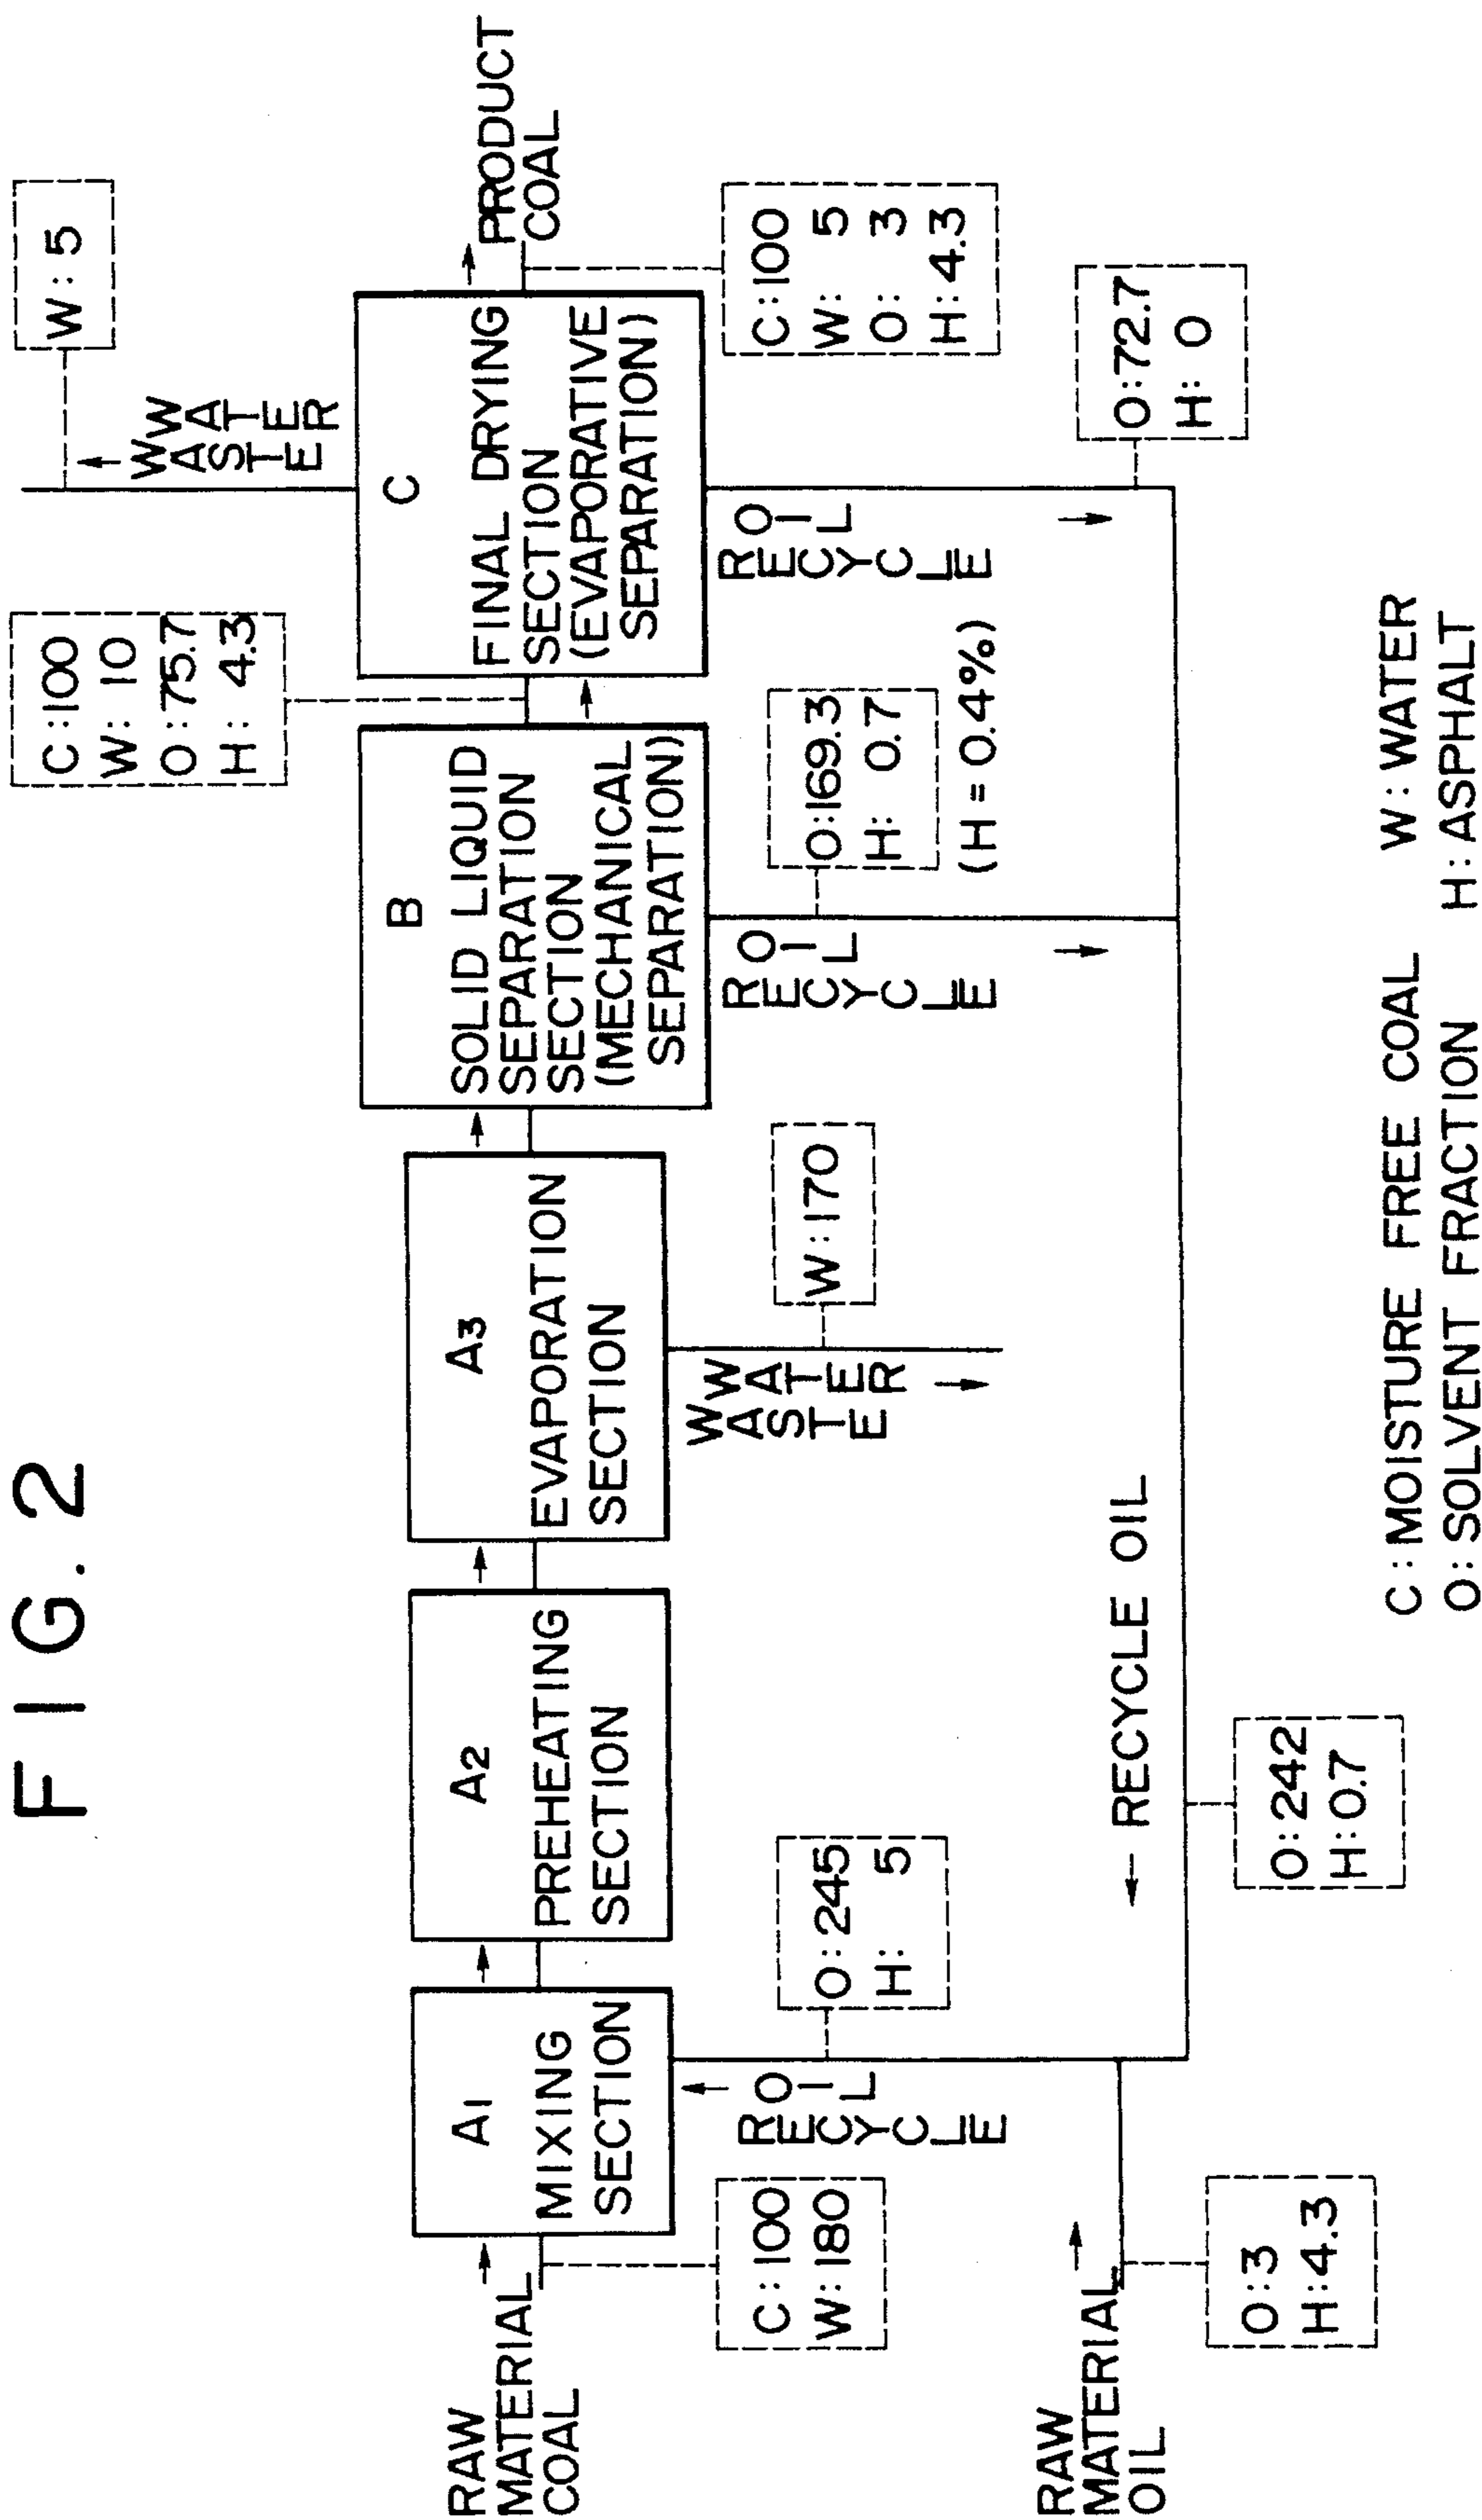 FIG.2
RAW
MATERIAL
COAL
C:100
W:180
A1
MIXING
SECTION
A2
PREHEATING
SECTION
A3
EVAPORATION
SECTION
B
SOLID LIQUID
SEPARATION
SECTION
(MECHANICAL
SEPARATION)
C:100
W:10
O:75.7
H:4.3
C
FINAL DRYING
SECTION
(EVAPORATIVE
SEPARATION)
WASTE
WATER
W:5
PRODUCT
COAL
C:100
W:5
O:3
H:4.3
RECYCLE
OIL
O:245
H:5
WASTE
WATER
W:170
RECYCLE
OIL
O:169.3
H:0.7
(H=0.4%)
RECYCLE
OIL
O:72.7
H:0
RAW
MATERIAL
OIL
O:3
H:4.3
RECYCLE OIL
O:242
H:0.7
C:MOISTURE FREE COAL W:WATER
O:SOLVENT FRACTION H:ASPHALT